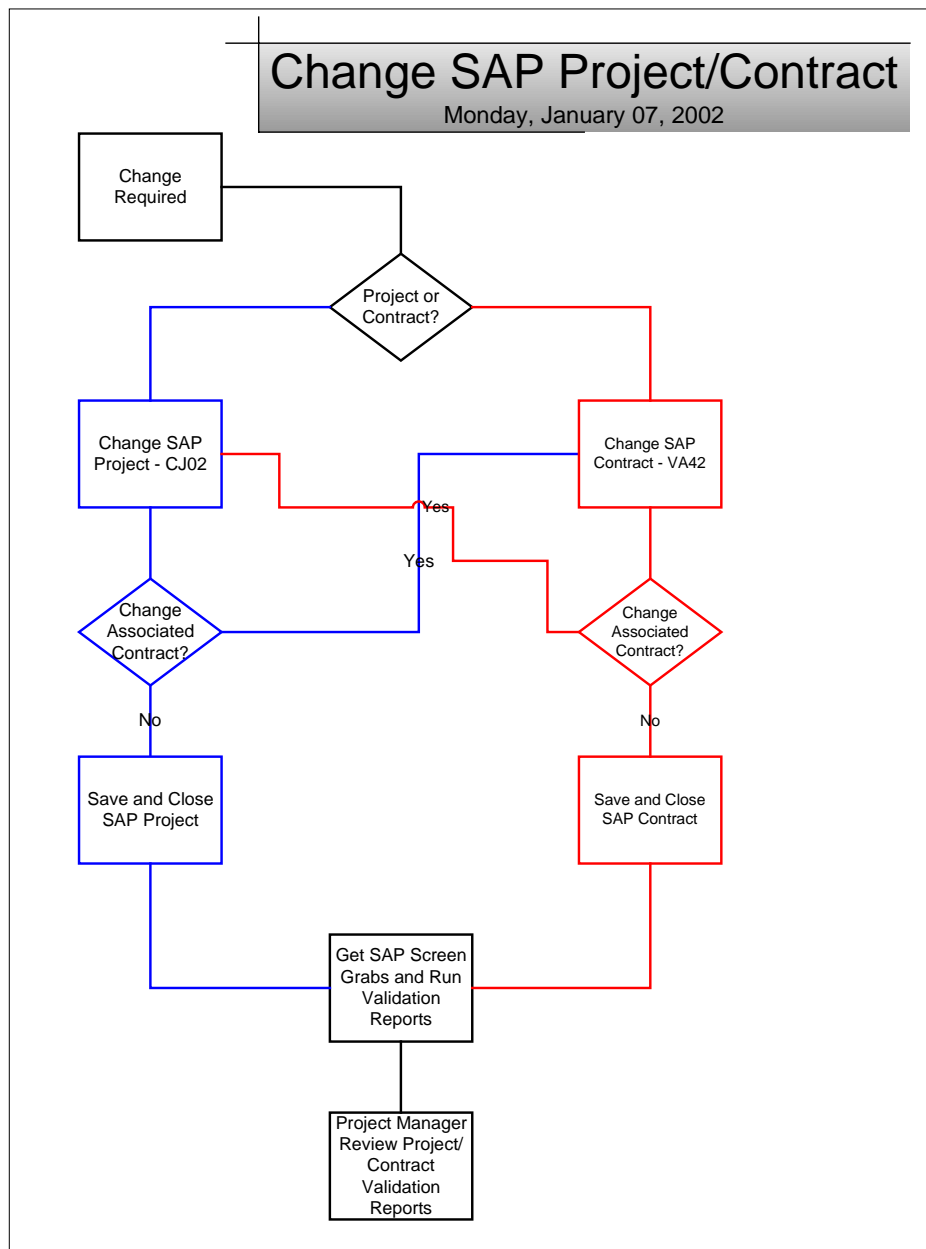 Change SAP Project/Contract
Monday, January 07, 2002
Change
Required
Project or
Contract?
Change SAP
Project - CJ02
Change SAP
Contract - VA42
Yes
Yes
Change
Associated
Contract?
Change
Associated
Contract?
No
No
Save and Close
SAP Project
Save and Close
SAP Contract
Get SAP Screen
Grabs and Run
Validation
Reports
Project Manager
Review Project/
Contract
Validation
Reports